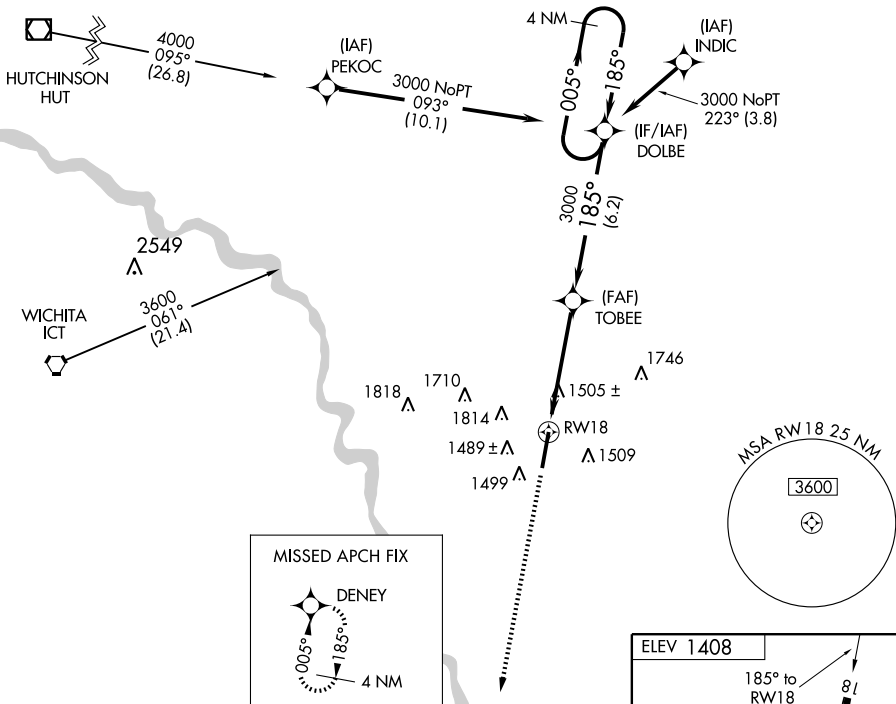 HUTCHINSON
HUT
4000
095°
(26.8)
(IAF)
PEKOC
3000 NoPT
093°
(10.1)
4 NM
005°
185°
(IAF)
INDIC
3000 NoPT
223° (3.8)
(IF/IAF)
DOLBE
3000
185°
(6.2)
2549
WICHITA
ICT
3600
061°
(21.4)
(FAF)
TOBEE
1746
1818
1710
1505 ±
1814
RW18
1489 ±
1509
1499
MSA RW18 25 NM
3600
MISSED APCH FIX
DENEY
005°
185°
4 NM
ELEV 1408
185° to
RW18
18